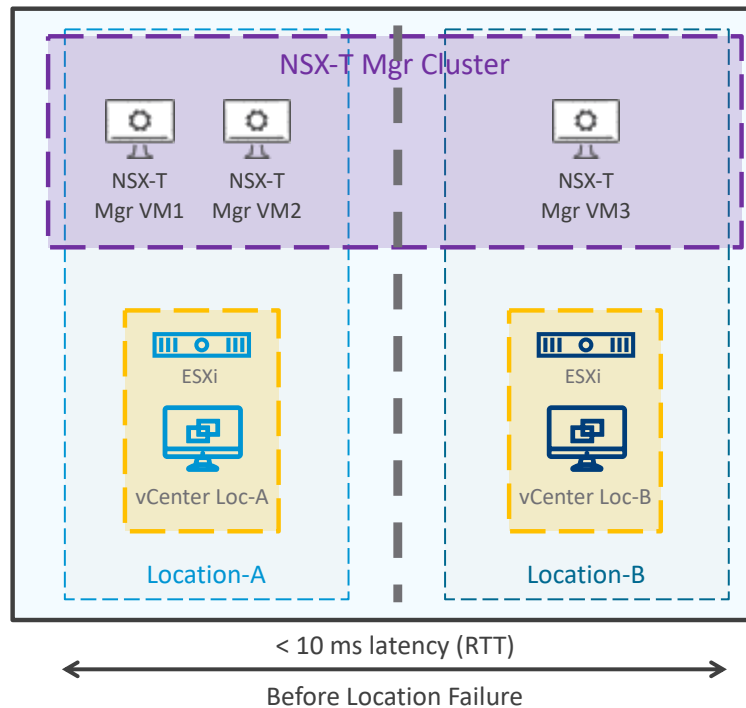 NSX-T Mgr Cluster
NSX-T
Mgr VM1
NSX-T
Mgr VM2
NSX-T
Mgr VM3
ESXi
vCenter Loc-A
ESXi
vCenter Loc-B
Location-A
Location-B
< 10 ms latency (RTT)
Before Location Failure